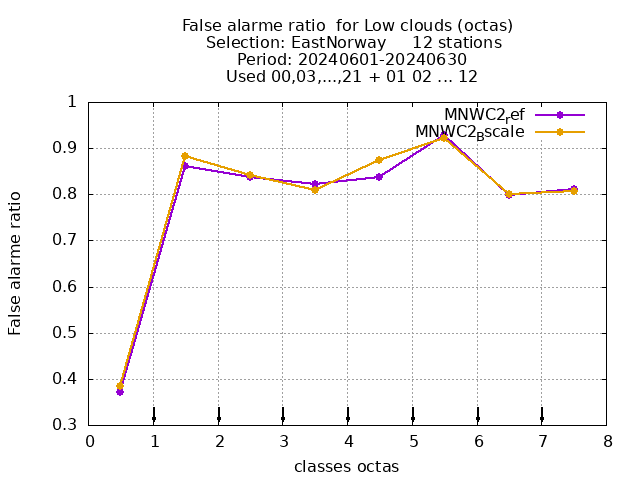 False alarme ratio  for Low clouds (octas)
Selection: EastNorway     12 stations
Period: 20240601-20240630
Used 00,03,...,21 + 01 02 ... 12
MNWC2ref
MNWC2Bscale
1
0.9
0.8
0.7
0.6
0.5
0.4
0.3
False alarme ratio
0 1 2 3 4 5 6 7 8
classes octas